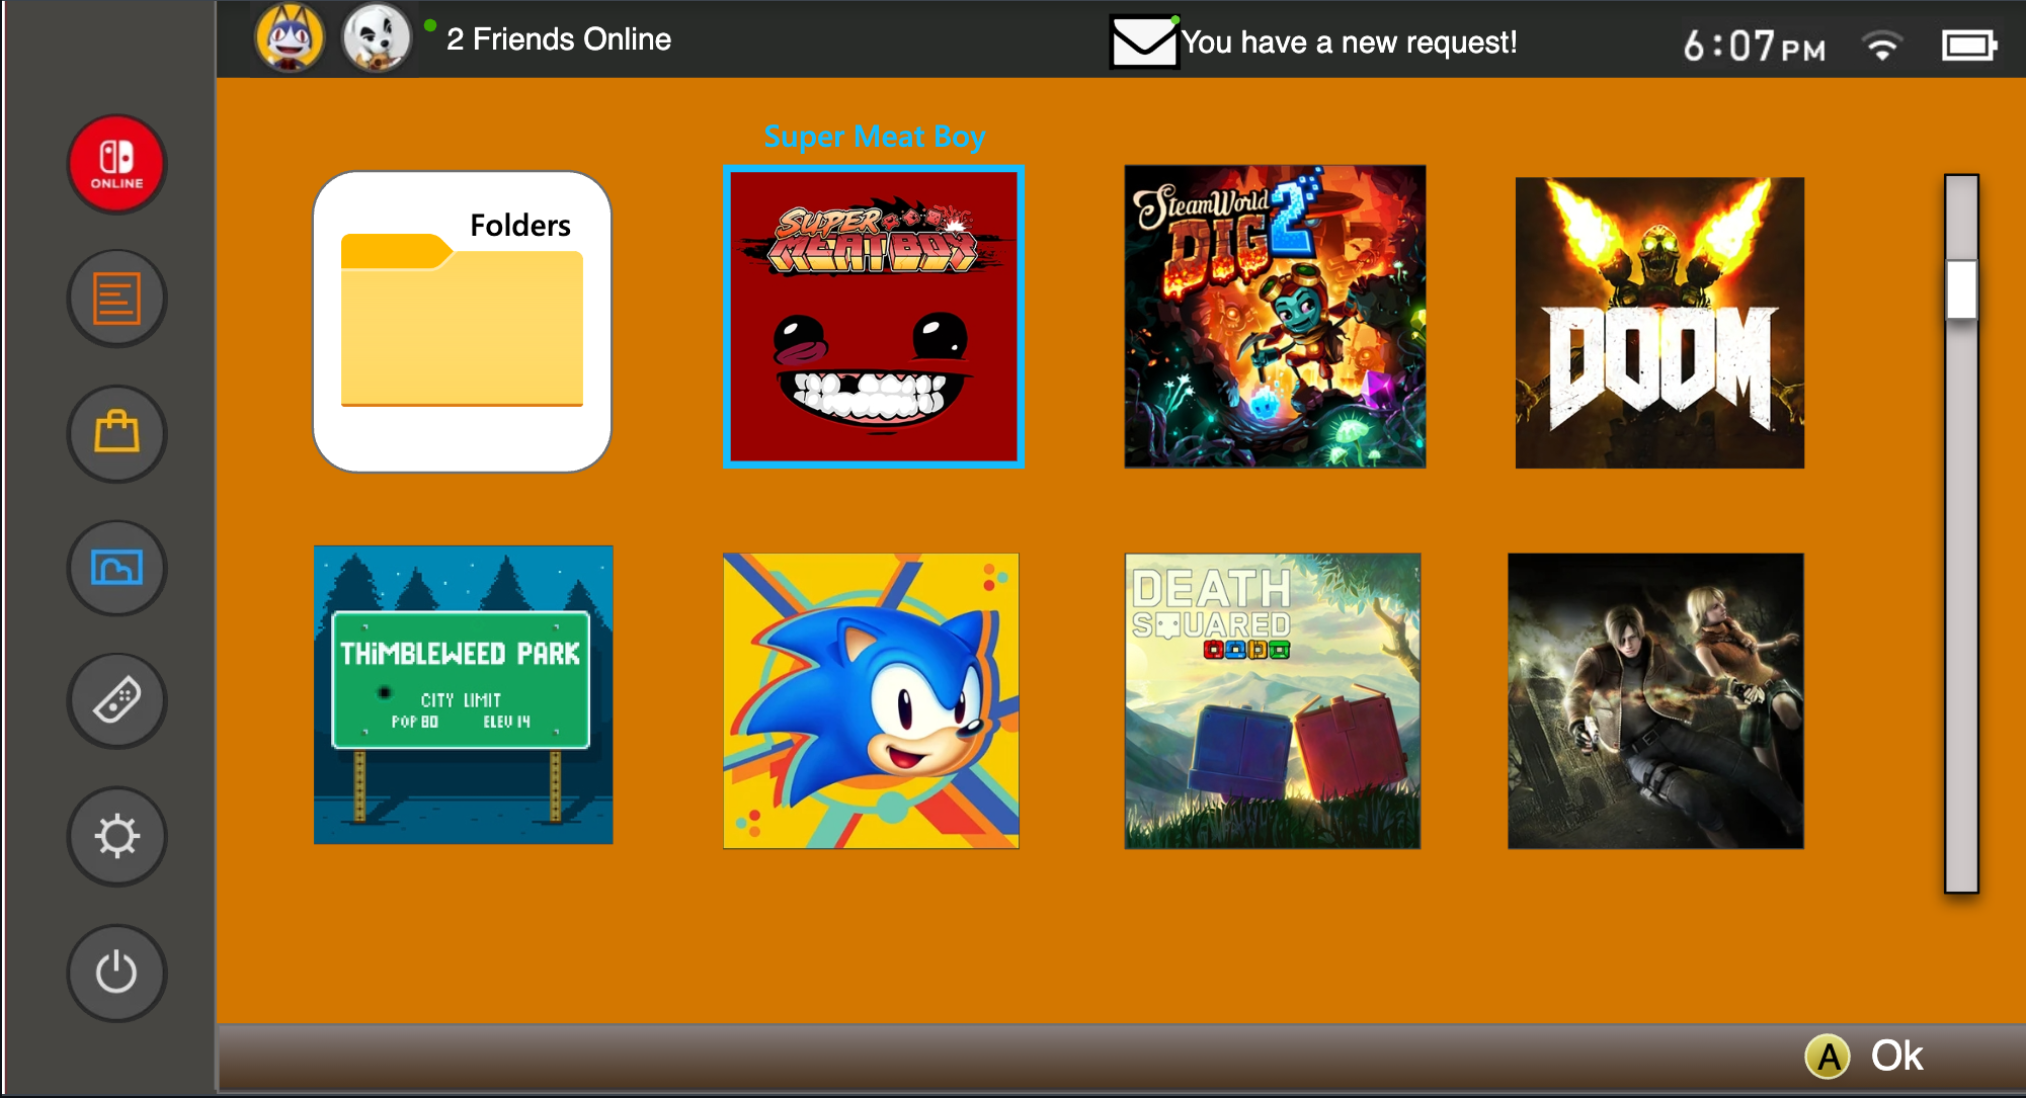 2 Friends Online
You have a new request!
6:07PM
ONLINE
Super Meat Boy
Folders
SUPER
MEAT BOY
SteamWorld
DIG 2
DOOM
THiMBLEWEED PARK
CITY LIMIT
POP 80 ELEV 14
DEATH
SQUARED
A Ok